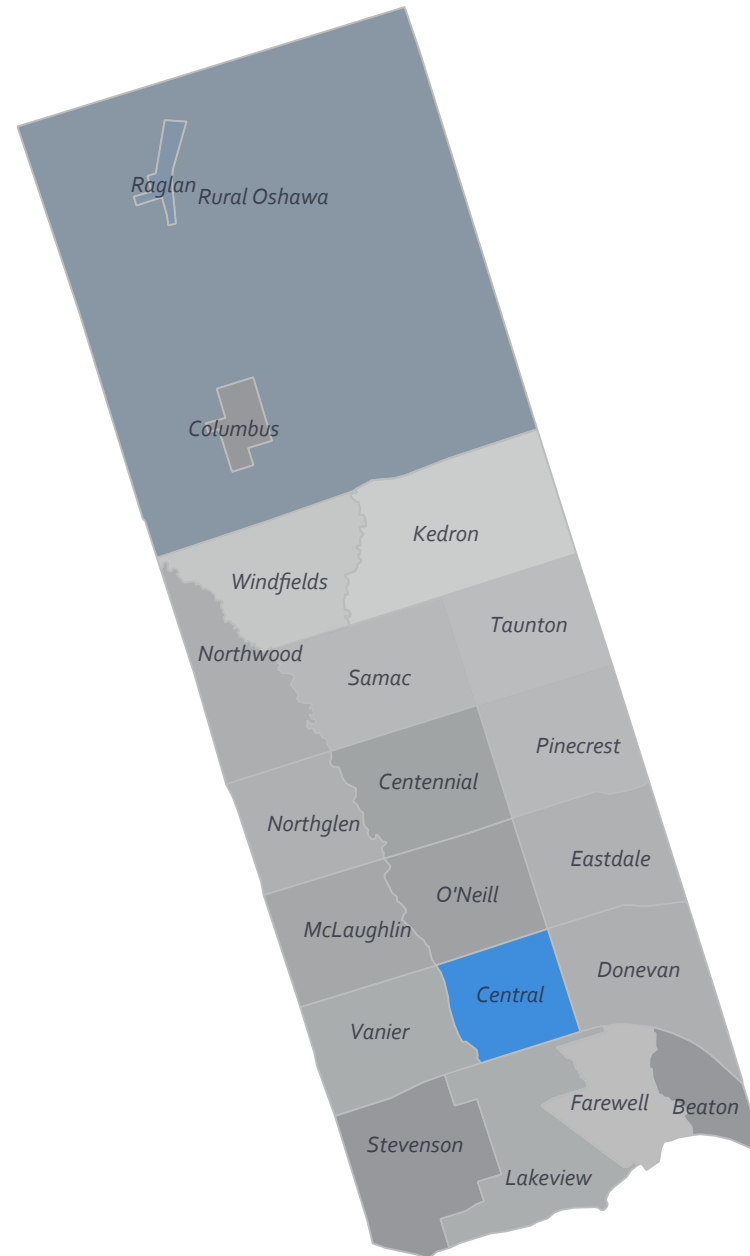 Raglan
Rural Oshawa
Columbus
Kedron
Windfields
Taunton
Northwood
Samac
Pinecrest
Centennial
Northglen
Eastdale
O'Neill
McLaughlin
Donevan
Central
Vanier
Farewell
Beaton
Stevenson
Lakeview